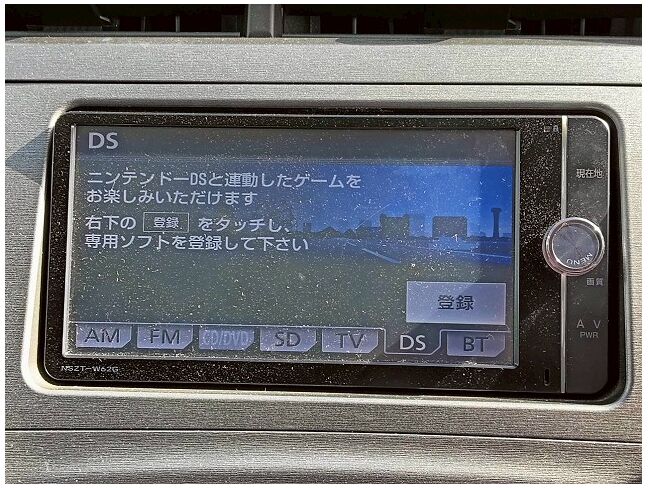 DS
ニンテンドーDSと連動したゲームを
お楽しみいただけます
右下の 登録 をタッチし、
専用ソフトを登録して下さい
登録
AM FM CD/DVD SD TV DS BT
NSZT-W62G
現在地
MENU
画質
AV
PWR